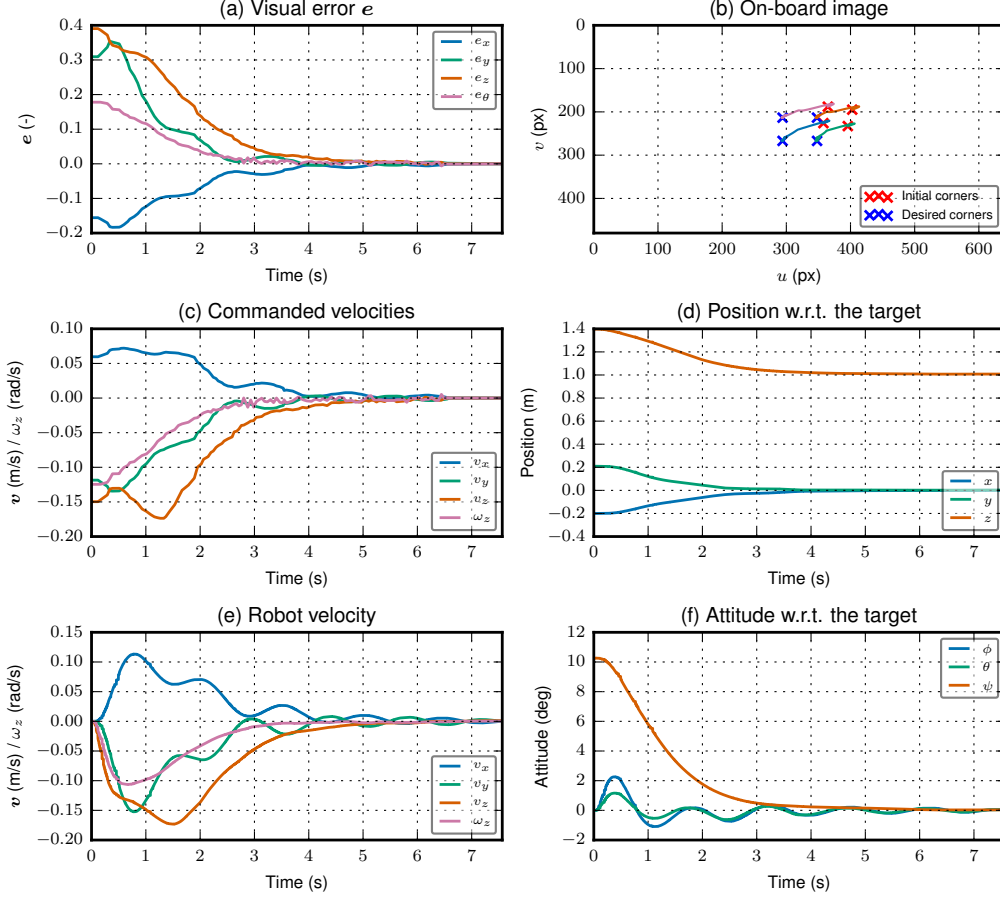 (a) Visual error e
0.4
0.3
0.2
0.1
0.0
−0.1
−0.2
e (-)
e_x
e_y
e_z
e_θ
0 1 2 3 4 5 6 7
Time (s)
(b) On-board image
0
100
200
300
400
v (px)
Initial corners
Desired corners
0 100 200 300 400 500 600
u (px)
(c) Commanded velocities
0.10
0.05
0.00
−0.05
−0.10
−0.15
−0.20
v (m/s) / ω_z (rad/s)
v_x
v_y
v_z
ω_z
0 1 2 3 4 5 6 7
Time (s)
(d) Position w.r.t. the target
1.4
1.2
1.0
0.8
0.6
0.4
0.2
0.0
−0.2
−0.4
Position (m)
x
y
z
0 1 2 3 4 5 6 7
Time (s)
(e) Robot velocity
0.15
0.10
0.05
0.00
−0.05
−0.10
−0.15
−0.20
v (m/s) / ω_z (rad/s)
v_x
v_y
v_z
ω_z
0 1 2 3 4 5 6 7
Time (s)
(f) Attitude w.r.t. the target
12
10
8
6
4
2
0
−2
Attitude (deg)
ϕ
θ
ψ
0 1 2 3 4 5 6 7
Time (s)